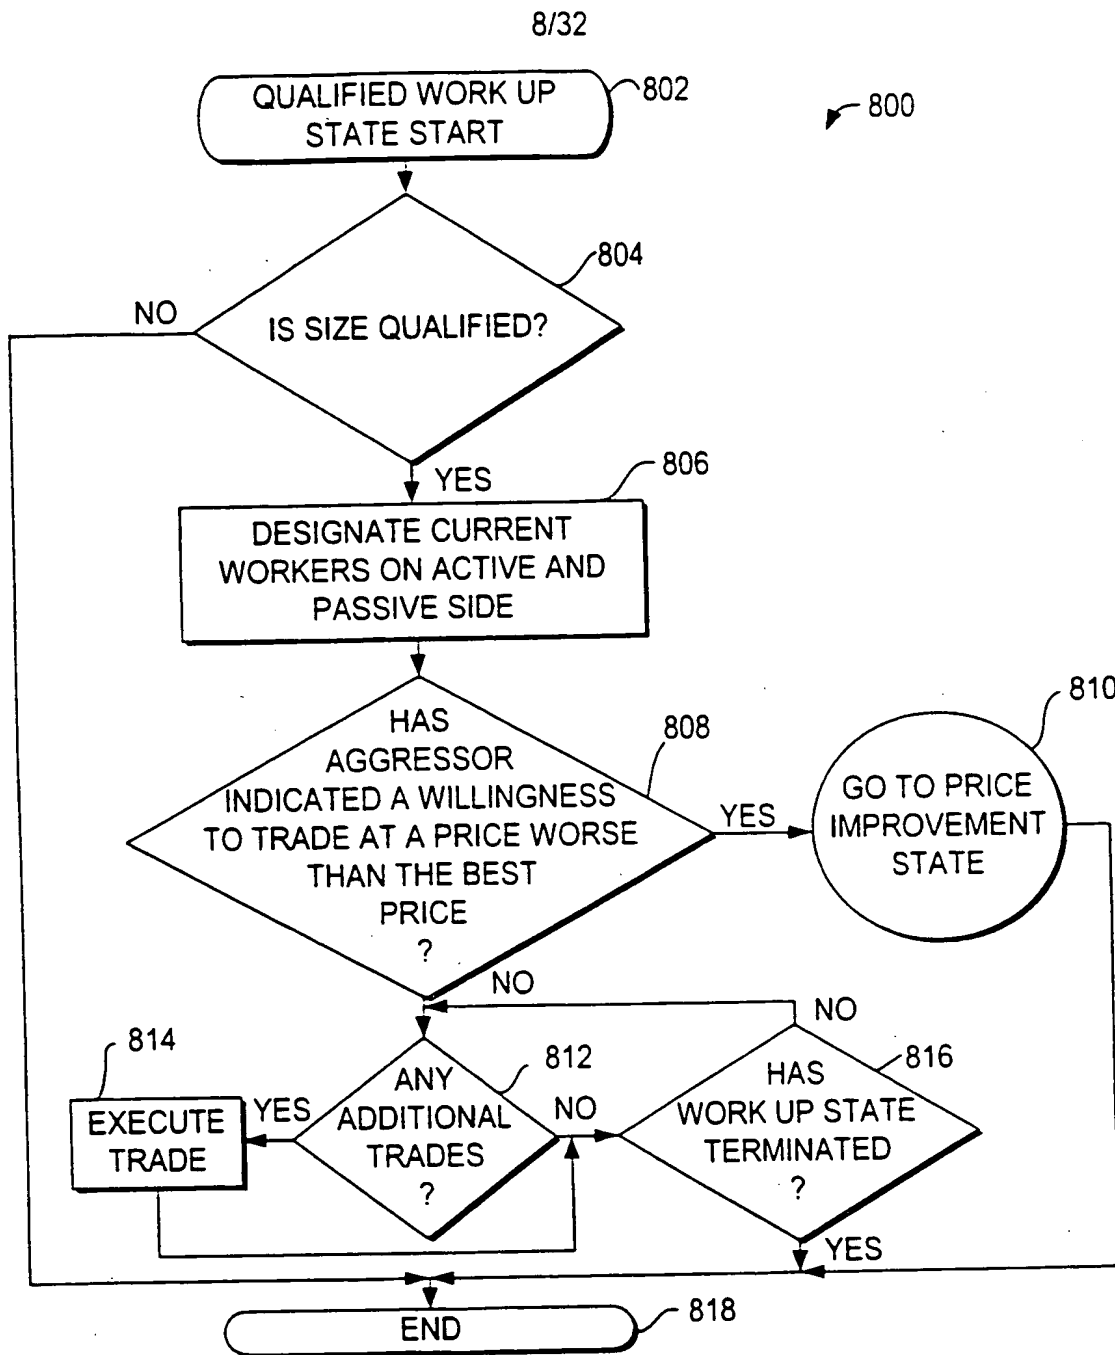 8/32
QUALIFIED WORK UP
STATE START
802
800
804
NO
IS SIZE QUALIFIED?
YES
806
DESIGNATE CURRENT
WORKERS ON ACTIVE AND
PASSIVE SIDE
HAS
AGGRESSOR
INDICATED A WILLINGNESS
TO TRADE AT A PRICE WORSE
THAN THE BEST
PRICE
?
808
YES
810
GO TO PRICE
IMPROVEMENT
STATE
NO
NO
814
EXECUTE
TRADE
YES
812
ANY
ADDITIONAL
TRADES
?
NO
816
HAS
WORK UP STATE
TERMINATED
?
YES
END
818